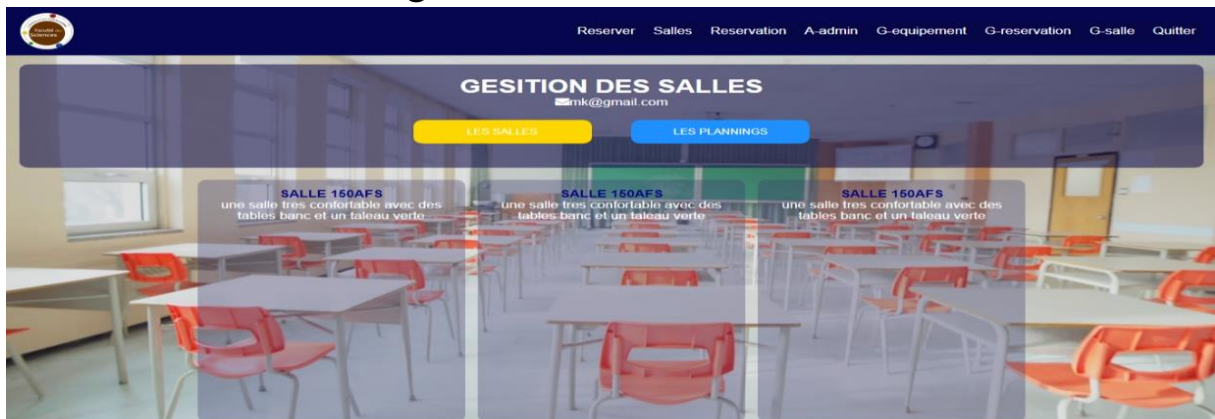 Faculté des
Sciences
Reserver Salles Reservation A-admin G-equipement G-reservation G-salle Quitter
GESITION DES SALLES
mk@gmail.com
LES SALLES LES PLANNINGS
SALLE 150AFS
une salle tres confortable avec des
tables banc et un taleau verte
SALLE 150AFS
une salle tres confortable avec des
tables banc et un taleau verte
SALLE 150AFS
une salle tres confortable avec des
tables banc et un taleau verte